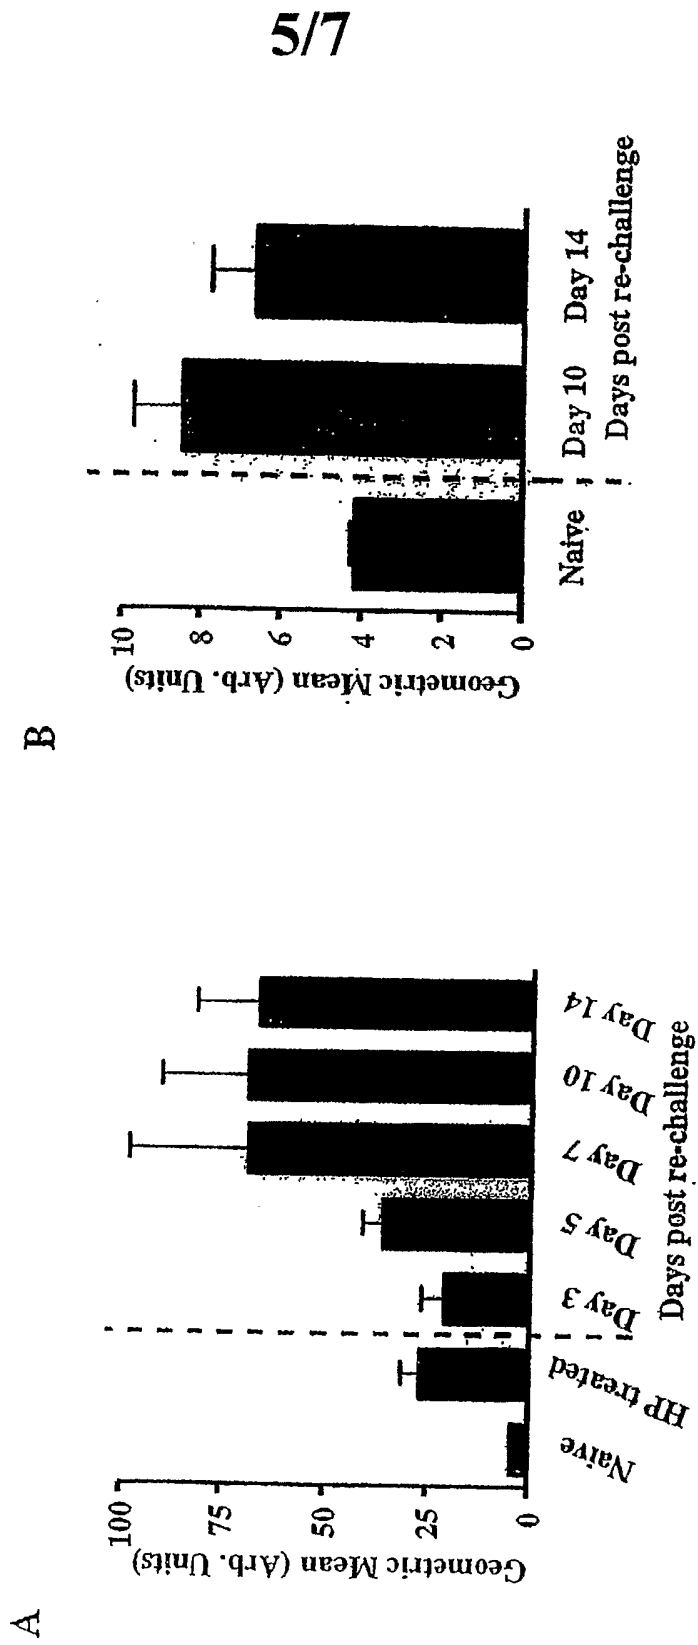 5/7
A
Geometric Mean (Arb. Units)
100
75
50
25
0
Naive
HP treated
Day 3
Day 5
Day 7
Day 10
Day 14
Days post re-challenge
B
Geometric Mean (Arb. Units)
10
8
6
4
2
0
Naive
Day 10
Day 14
Days post re-challenge